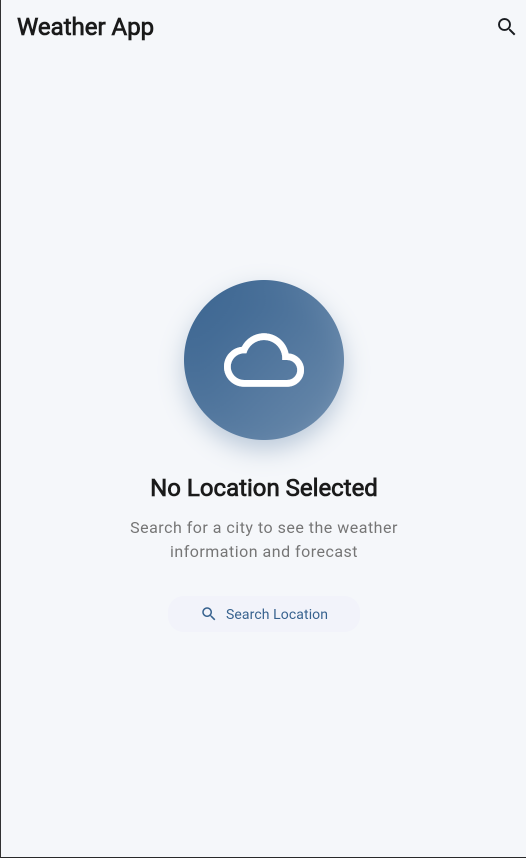 Weather App
No Location Selected
Search for a city to see the weather
information and forecast
Search Location